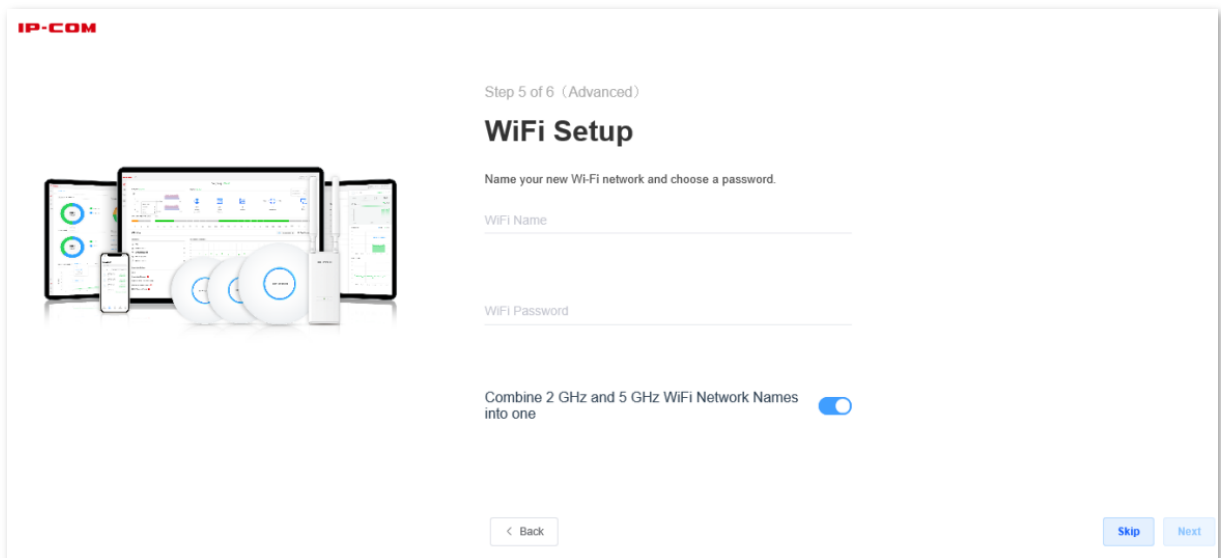 IP-COM
Step 5 of 6（Advanced）
WiFi Setup
Name your new Wi-Fi network and choose a password.
WiFi Name
WiFi Password
Combine 2 GHz and 5 GHz WiFi Network Names
into one
< Back
Skip
Next